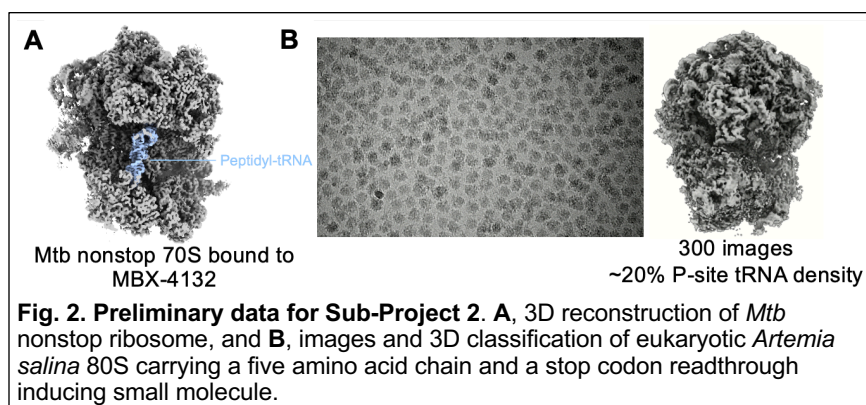 A
B
Peptidyl-tRNA
Mtb nonstop 70S bound to
MBX-4132
300 images
~20% P-site tRNA density
Fig. 2. Preliminary data for Sub-Project 2. A, 3D reconstruction of Mtb
nonstop ribosome, and B, images and 3D classification of eukaryotic Artemia
salina 80S carrying a five amino acid chain and a stop codon readthrough
inducing small molecule.